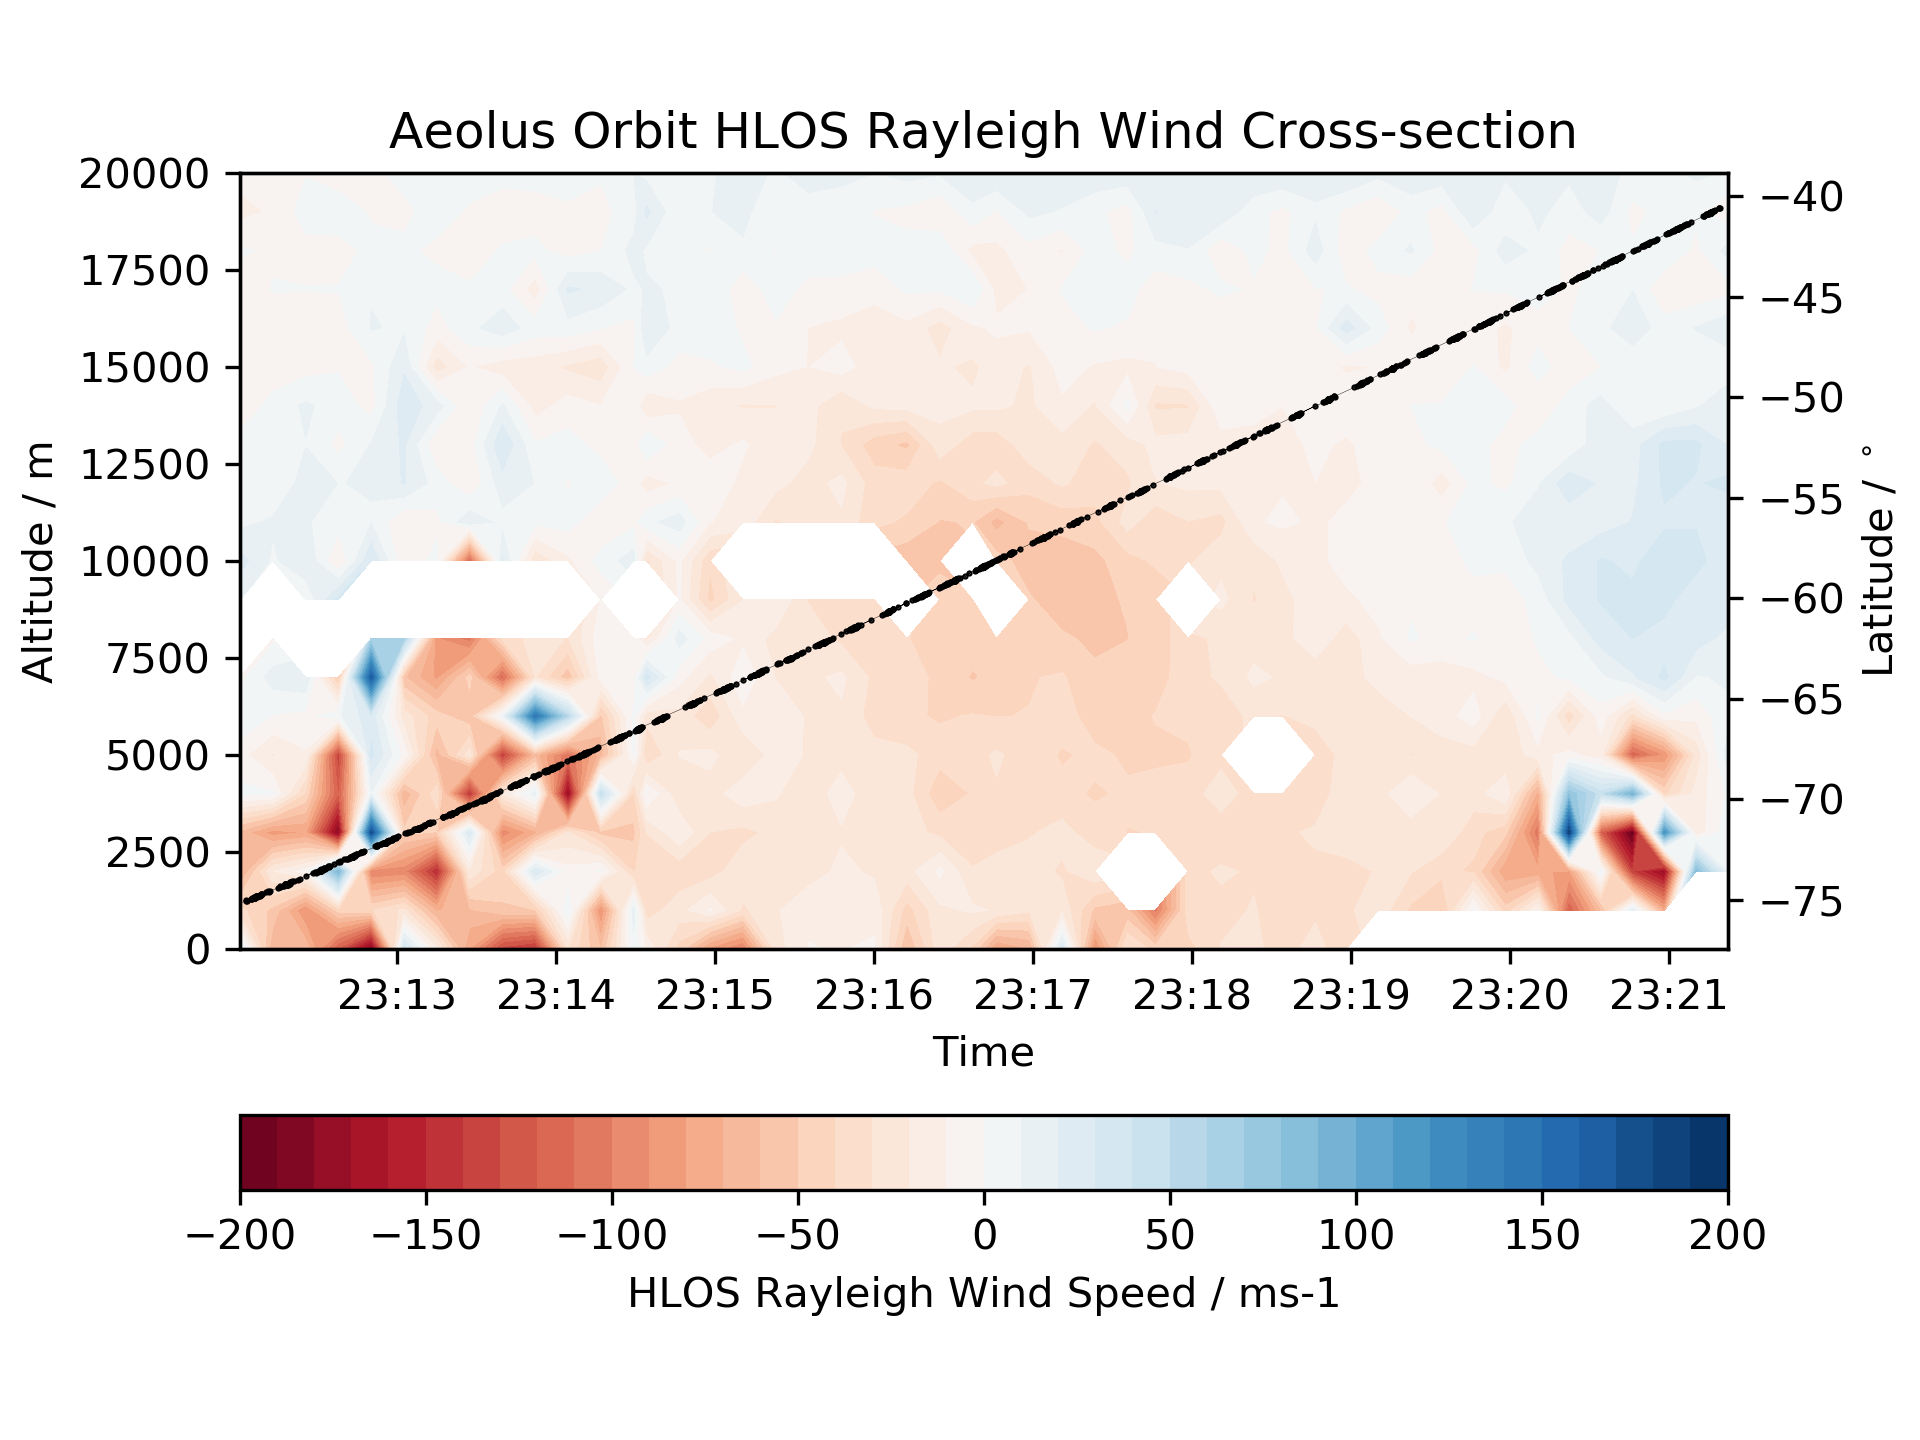 Aeolus Orbit HLOS Rayleigh Wind Cross-section
20000
17500
15000
12500
10000
7500
5000
2500
0
Altitude / m
−40
−45
−50
−55
−60
−65
−70
−75
Latitude / °
23:13 23:14 23:15 23:16 23:17 23:18 23:19 23:20 23:21
Time
−200 −150 −100 −50 0 50 100 150 200
HLOS Rayleigh Wind Speed / ms-1